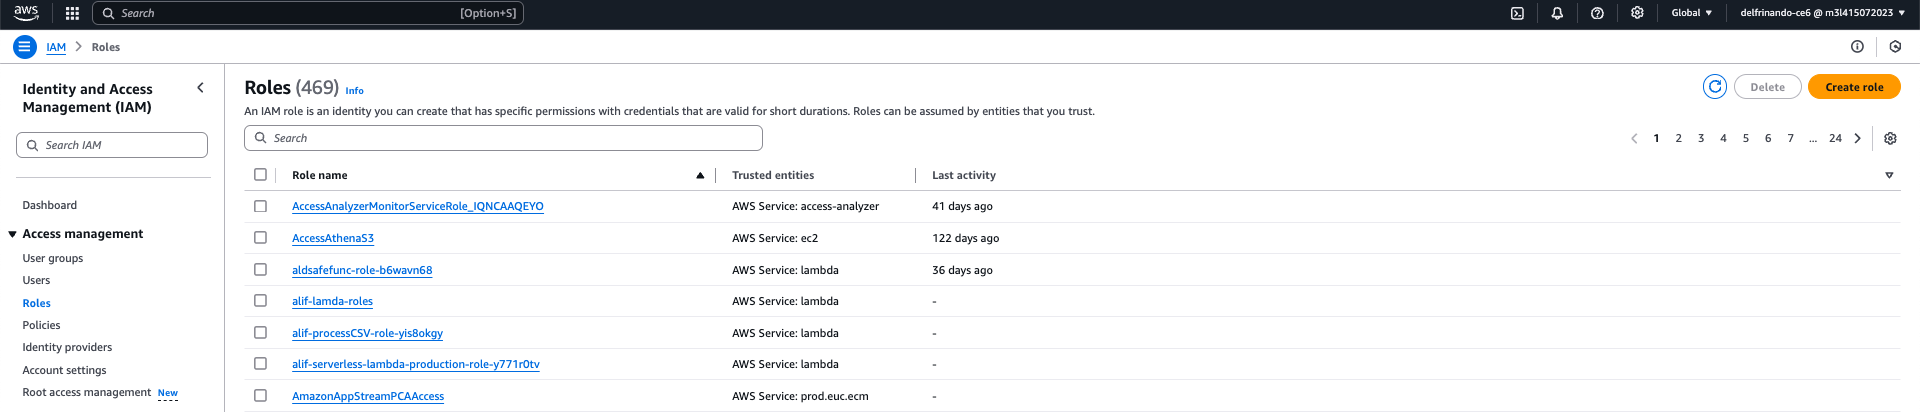 aws
Search [Option+S]
Global delfrinando-ce6 @ m3l415072023
IAM > Roles
Identity and Access Management (IAM)
Search IAM
Dashboard
Access management
User groups
Users
Roles
Policies
Identity providers
Account settings
Root access management New
Roles (469) Info
Delete
Create role
An IAM role is an identity you can create that has specific permissions with credentials that are valid for short durations. Roles can be assumed by entities that you trust.
Search
1 2 3 4 5 6 7 ... 24
Role name Trusted entities Last activity
AccessAnalyzerMonitorServiceRole_IQNCAAQEYO AWS Service: access-analyzer 41 days ago
AccessAthenaS3 AWS Service: ec2 122 days ago
aldsafefunc-role-b6wavn68 AWS Service: lambda 36 days ago
alif-lamda-roles AWS Service: lambda -
alif-processCSV-role-yis8okgy AWS Service: lambda -
alif-serverless-lambda-production-role-y771r0tv AWS Service: lambda -
AmazonAppStreamPCAAccess AWS Service: prod.euc.ecm -